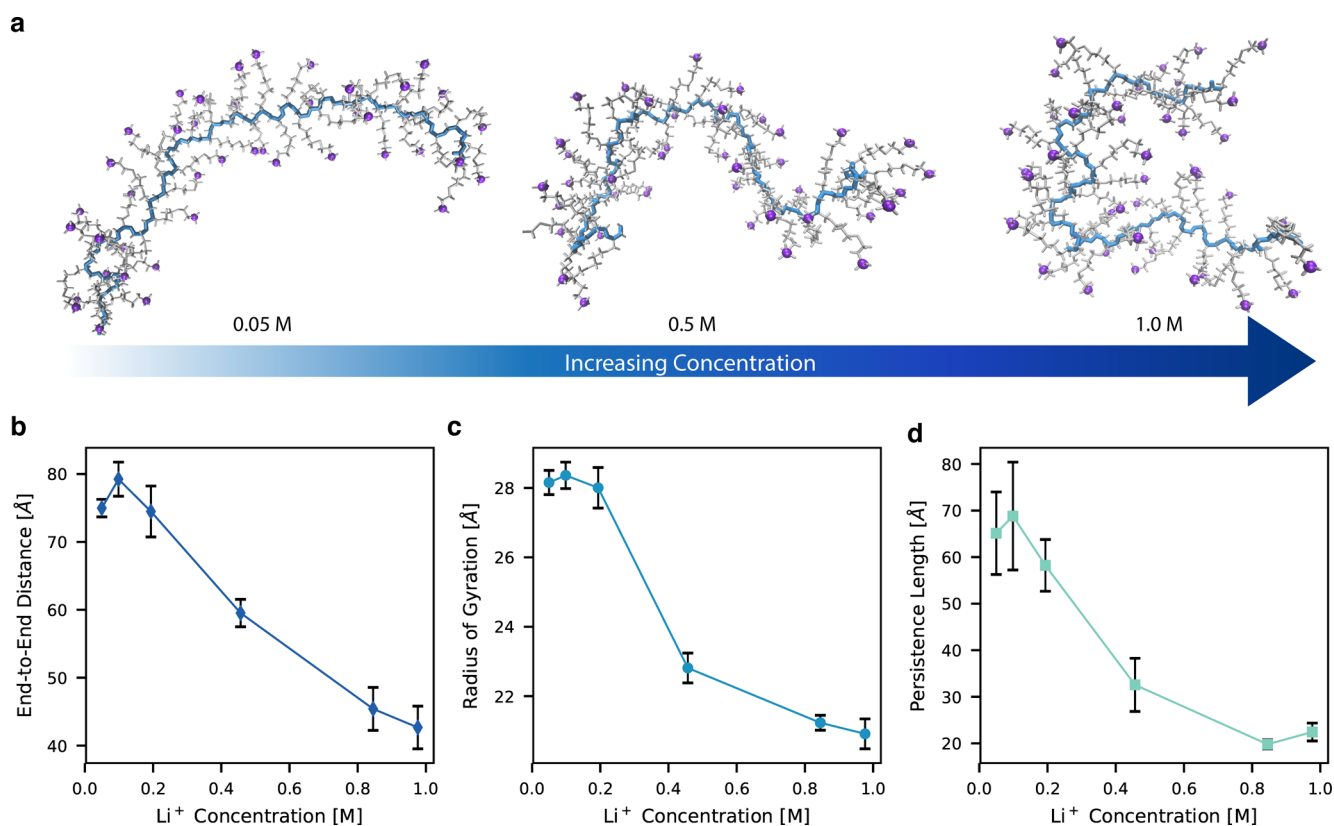 a
0.05 M
0.5 M
1.0 M
Increasing Concentration
b
End-to-End Distance [Å]
80
70
60
50
40
0.0 0.2 0.4 0.6 0.8 1.0
Li⁺ Concentration [M]
c
Radius of Gyration [Å]
28
26
24
22
0.0 0.2 0.4 0.6 0.8 1.0
Li⁺ Concentration [M]
d
Persistence Length [Å]
80
70
60
50
40
30
20
0.0 0.2 0.4 0.6 0.8 1.0
Li⁺ Concentration [M]